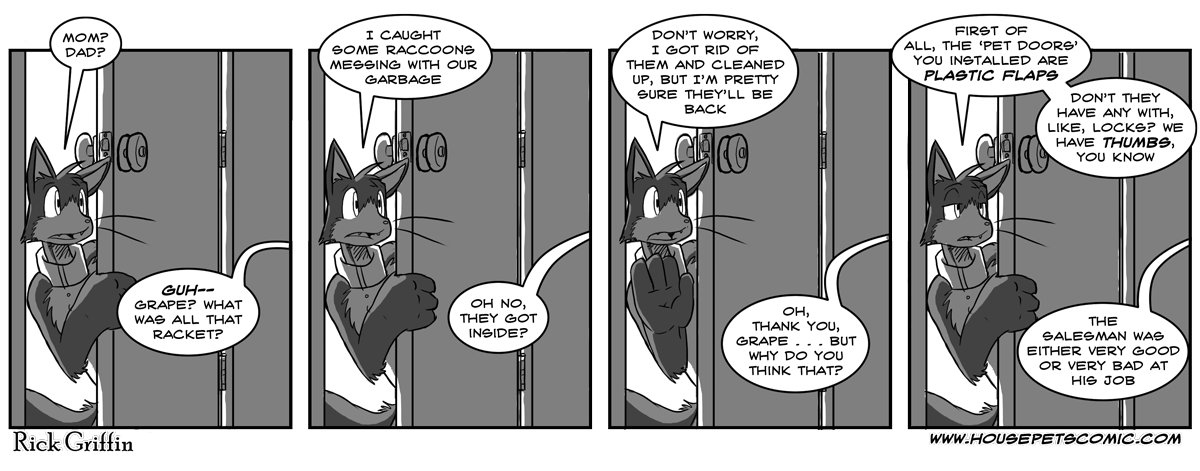 MOM?
DAD?
GUH--
GRAPE? WHAT
WAS ALL THAT
RACKET?
I CAUGHT
SOME RACCOONS
MESSING WITH OUR
GARBAGE
OH NO,
THEY GOT
INSIDE?
DON'T WORRY,
I GOT RID OF
THEM AND CLEANED
UP, BUT I'M PRETTY
SURE THEY'LL BE
BACK
OH,
THANK YOU,
GRAPE . . . BUT
WHY DO YOU
THINK THAT?
FIRST OF
ALL, THE 'PET DOORS'
YOU INSTALLED ARE
PLASTIC FLAPS
DON'T THEY
HAVE ANY WITH,
LIKE, LOCKS? WE
HAVE THUMBS,
YOU KNOW
THE
SALESMAN WAS
EITHER VERY GOOD
OR VERY BAD AT
HIS JOB
Rick Griffin
WWW.HOUSEPETSCOMIC.COM